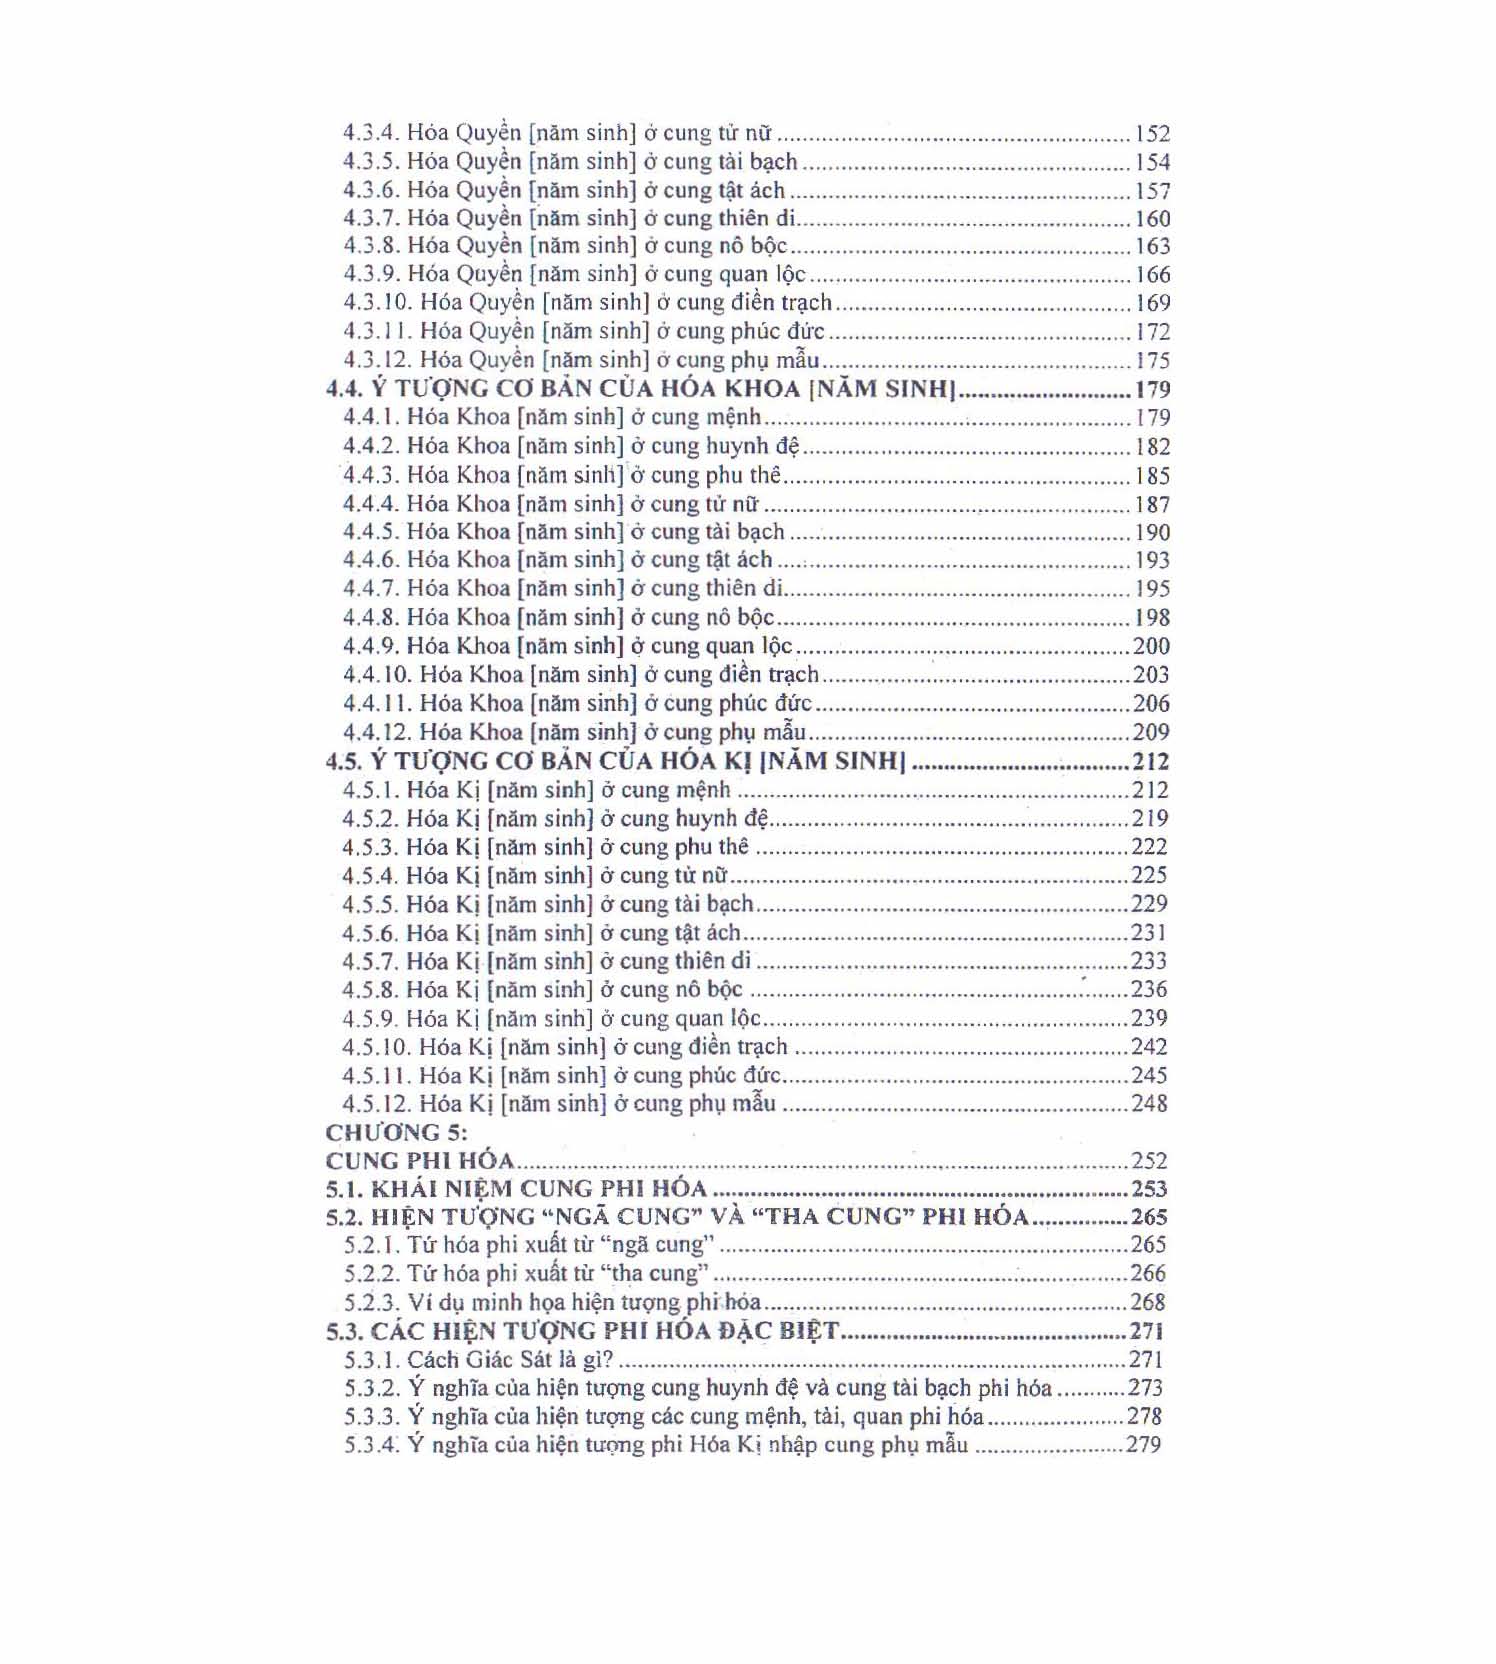 4.3.4. Hóa Quyền [năm sinh] ở cung tử nữ ........ 152
4.3.5. Hóa Quyền [năm sinh] ở cung tài bạch ........ 154
4.3.6. Hóa Quyền [năm sinh] ở cung tật ách ........ 157
4.3.7. Hóa Quyền [năm sinh] ở cung thiên di ........ 160
4.3.8. Hóa Quyền [năm sinh] ở cung nô bộc ........ 163
4.3.9. Hóa Quyền [năm sinh] ở cung quan lộc ........ 166
4.3.10. Hóa Quyền [năm sinh] ở cung điền trạch ........ 169
4.3.11. Hóa Quyền [năm sinh] ở cung phúc đức ........ 172
4.3.12. Hóa Quyền [năm sinh] ở cung phụ mẫu ........ 175
4.4. Ý TƯỢNG CƠ BẢN CỦA HÓA KHOA [NĂM SINH] ........ 179
4.4.1. Hóa Khoa [năm sinh] ở cung mệnh ........ 179
4.4.2. Hóa Khoa [năm sinh] ở cung huynh đệ ........ 182
4.4.3. Hóa Khoa [năm sinh] ở cung phu thê ........ 185
4.4.4. Hóa Khoa [năm sinh] ở cung tử nữ ........ 187
4.4.5. Hóa Khoa [năm sinh] ở cung tài bạch ........ 190
4.4.6. Hóa Khoa [năm sinh] ở cung tật ách ........ 193
4.4.7. Hóa Khoa [năm sinh] ở cung thiên di ........ 195
4.4.8. Hóa Khoa [năm sinh] ở cung nô bộc ........ 198
4.4.9. Hóa Khoa [năm sinh] ở cung quan lộc ........ 200
4.4.10. Hóa Khoa [năm sinh] ở cung điền trạch ........ 203
4.4.11. Hóa Khoa [năm sinh] ở cung phúc đức ........ 206
4.4.12. Hóa Khoa [năm sinh] ở cung phụ mẫu ........ 209
4.5. Ý TƯỢNG CƠ BẢN CỦA HÓA KỊ [NĂM SINH] ........ 212
4.5.1. Hóa Kị [năm sinh] ở cung mệnh ........ 212
4.5.2. Hóa Kị [năm sinh] ở cung huynh đệ ........ 219
4.5.3. Hóa Kị [năm sinh] ở cung phu thê ........ 222
4.5.4. Hóa Kị [năm sinh] ở cung tử nữ ........ 225
4.5.5. Hóa Kị [năm sinh] ở cung tài bạch ........ 229
4.5.6. Hóa Kị [năm sinh] ở cung tật ách ........ 231
4.5.7. Hóa Kị [năm sinh] ở cung thiên di ........ 233
4.5.8. Hóa Kị [năm sinh] ở cung nô bộc ........ 236
4.5.9. Hóa Kị [năm sinh] ở cung quan lộc ........ 239
4.5.10. Hóa Kị [năm sinh] ở cung điền trạch ........ 242
4.5.11. Hóa Kị [năm sinh] ở cung phúc đức ........ 245
4.5.12. Hóa Kị [năm sinh] ở cung phụ mẫu ........ 248
CHƯƠNG 5:
CUNG PHI HÓA ........ 252
5.1. KHÁI NIỆM CUNG PHI HÓA ........ 253
5.2. HIỆN TƯỢNG “NGÃ CUNG” VÀ “THA CUNG” PHI HÓA ........ 265
5.2.1. Tứ hóa phi xuất từ “ngã cung” ........ 265
5.2.2. Tứ hóa phi xuất từ “tha cung” ........ 266
5.2.3. Ví dụ minh họa hiện tượng phi hóa ........ 268
5.3. CÁC HIỆN TƯỢNG PHI HÓA ĐẶC BIỆT ........ 271
5.3.1. Cách Giác Sát là gì? ........ 271
5.3.2. Ý nghĩa của hiện tượng cung huynh đệ và cung tài bạch phi hóa ........ 273
5.3.3. Ý nghĩa của hiện tượng các cung mệnh, tài, quan phi hóa ........ 278
5.3.4. Ý nghĩa của hiện tượng phi Hóa Kị nhập cung phụ mẫu ........ 279